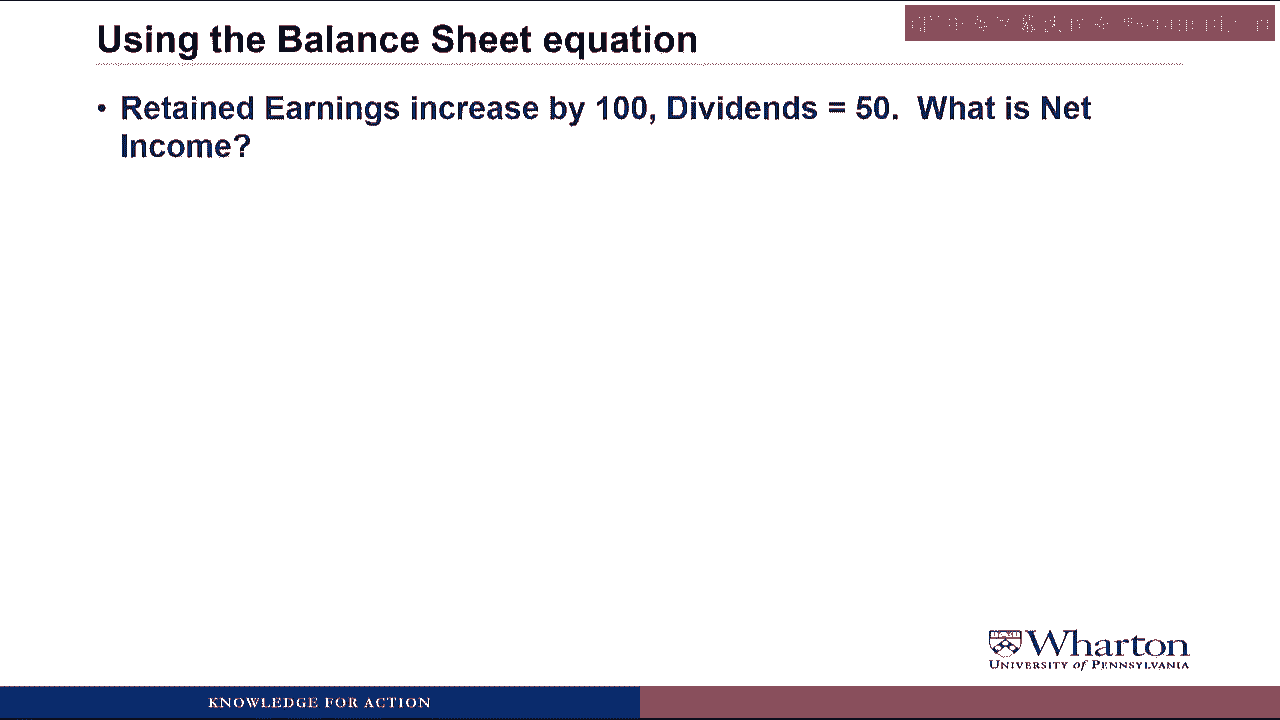 Using the Balance Sheet equation
• Retained Earnings increase by 100, Dividends = 50.  What is Net
Income?
Wharton
UNIVERSITY of PENNSYLVANIA
KNOWLEDGE FOR ACTION